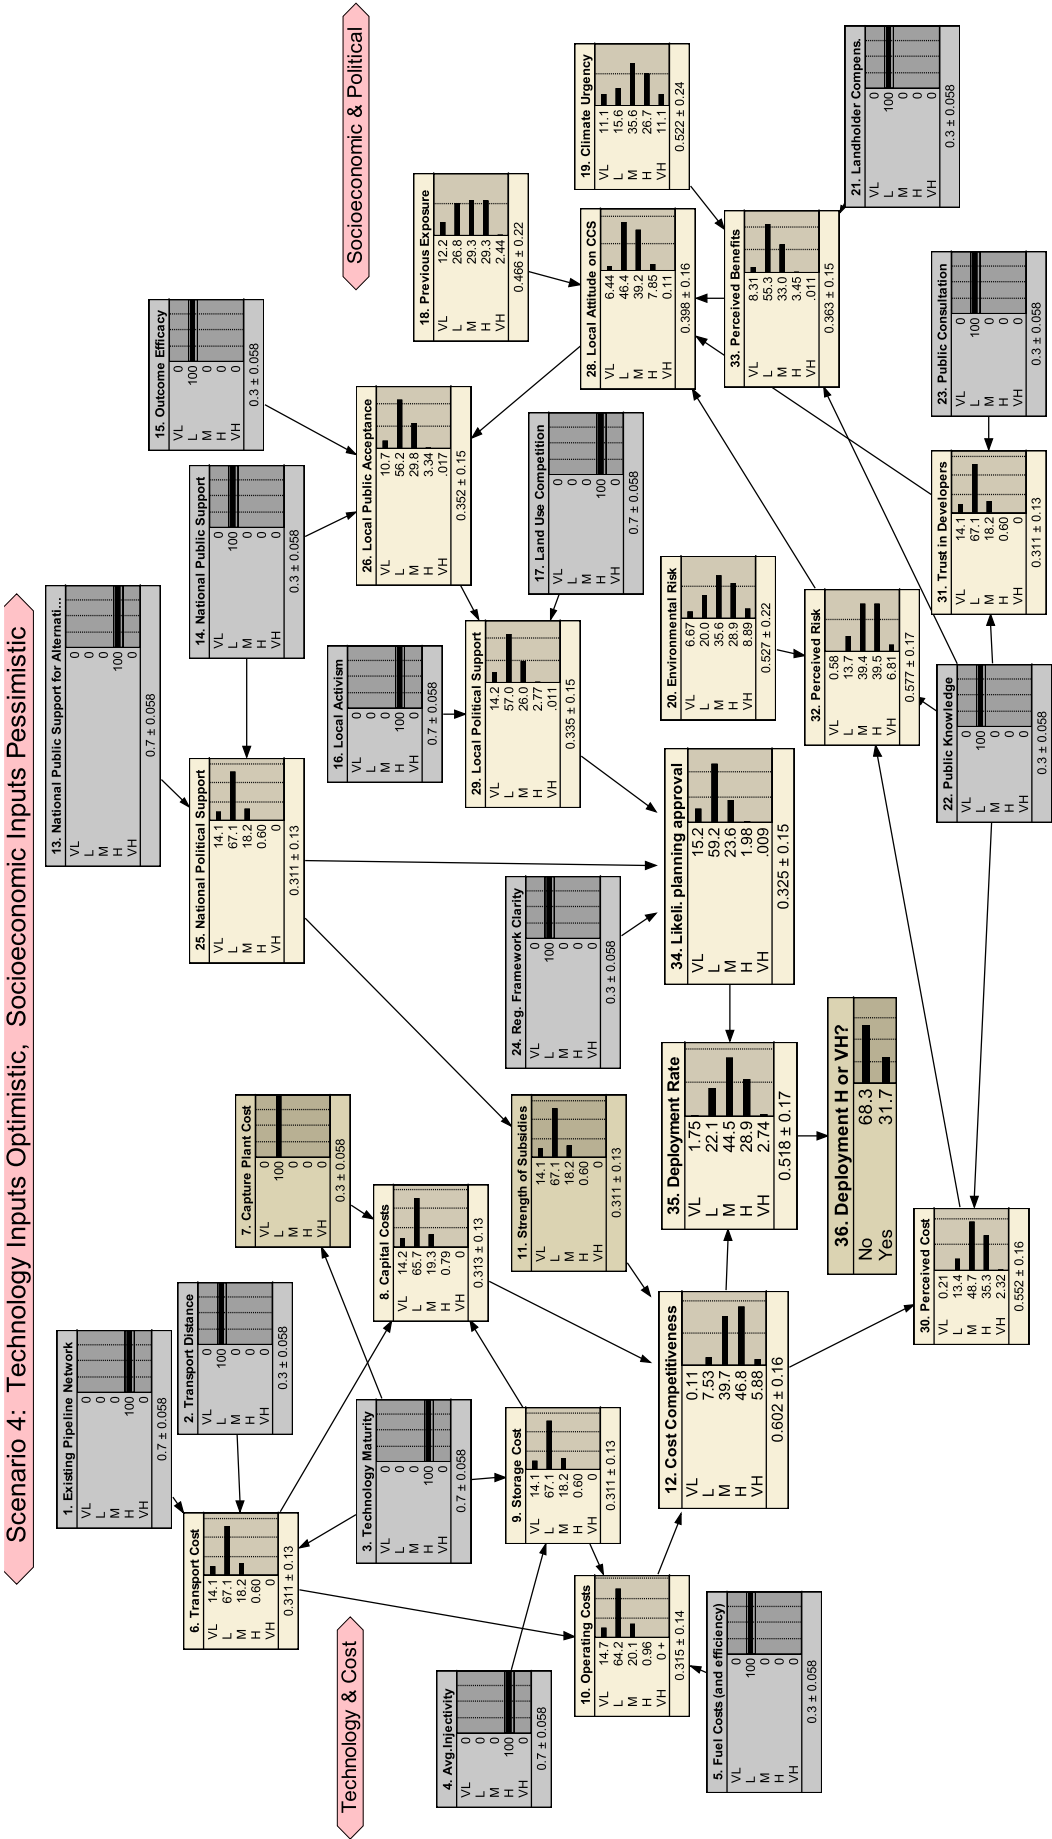 Scenario 4:  Technology Inputs Optimistic,  Socioeconomic Inputs Pessimistic
Technology & Cost
Socioeconomic & Political
1. Existing Pipeline Network
VL 0
L 0
M 0
H 100
VH 0
0.7 ± 0.058
2. Transport Distance
VL 0
L 100
M 0
H 0
VH 0
0.3 ± 0.058
3. Technology Maturity
VL 0
L 0
M 0
H 100
VH 0
0.7 ± 0.058
4. Avg.Injectivity
VL 0
L 0
M 0
H 100
VH 0
0.7 ± 0.058
5. Fuel Costs (and efficiency)
VL 0
L 100
M 0
H 0
VH 0
0.3 ± 0.058
6. Transport Cost
VL 14.1
L 67.1
M 18.2
H 0.60
VH 0
0.311 ± 0.13
7. Capture Plant Cost
VL 0
L 100
M 0
H 0
VH 0
0.3 ± 0.058
8. Capital Costs
VL 14.2
L 65.7
M 19.3
H 0.79
VH 0
0.313 ± 0.13
9. Storage Cost
VL 14.1
L 67.1
M 18.2
H 0.60
VH 0
0.311 ± 0.13
10. Operating Costs
VL 14.7
L 64.2
M 20.1
H 0.96
VH 0 +
0.315 ± 0.14
11. Strength of Subsidies
VL 14.1
L 67.1
M 18.2
H 0.60
VH 0
0.311 ± 0.13
12. Cost Competitiveness
VL 0.11
L 7.53
M 39.7
H 46.8
VH 5.88
0.602 ± 0.16
13. National Public Support for Alternati...
VL 0
L 0
M 0
H 100
VH 0
0.7 ± 0.058
14. National Public Support
VL 0
L 100
M 0
H 0
VH 0
0.3 ± 0.058
15. Outcome Efficacy
VL 0
L 100
M 0
H 0
VH 0
0.3 ± 0.058
16. Local Activism
VL 0
L 0
M 0
H 100
VH 0
0.7 ± 0.058
17. Land Use Competition
VL 0
L 0
M 0
H 100
VH 0
0.7 ± 0.058
18. Previous Exposure
VL 12.2
L 26.8
M 29.3
H 29.3
VH 2.44
0.466 ± 0.22
19. Climate Urgency
VL 11.1
L 15.6
M 35.6
H 26.7
VH 11.1
0.522 ± 0.24
20. Environmental Risk
VL 6.67
L 20.0
M 35.6
H 28.9
VH 8.89
0.527 ± 0.22
21. Landholder Compens.
VL 0
L 100
M 0
H 0
VH 0
0.3 ± 0.058
22. Public Knowledge
VL 0
L 100
M 0
H 0
VH 0
0.3 ± 0.058
23. Public Consultation
VL 0
L 100
M 0
H 0
VH 0
0.3 ± 0.058
24. Reg. Framework Clarity
VL 0
L 100
M 0
H 0
VH 0
0.3 ± 0.058
25. National Political Support
VL 14.1
L 67.1
M 18.2
H 0.60
VH 0
0.311 ± 0.13
26. Local Public Acceptance
VL 10.7
L 56.2
M 29.8
H 3.34
VH .017
0.352 ± 0.15
28. Local Attitude on CCS
VL 6.44
L 46.4
M 39.2
H 7.85
VH 0.11
0.398 ± 0.16
29. Local Political Support
VL 14.2
L 57.0
M 26.0
H 2.77
VH .011
0.335 ± 0.15
30. Perceived Cost
VL 0.21
L 13.4
M 48.7
H 35.3
VH 2.32
0.552 ± 0.16
31. Trust in Developers
VL 14.1
L 67.1
M 18.2
H 0.60
VH 0
0.311 ± 0.13
32. Perceived Risk
VL 0.58
L 13.7
M 39.4
H 39.5
VH 6.81
0.577 ± 0.17
33. Perceived Benefits
VL 8.31
L 55.3
M 33.0
H 3.45
VH .011
0.363 ± 0.15
34. Likeli. planning approval
VL 15.2
L 59.2
M 23.6
H 1.98
VH .009
0.325 ± 0.15
35. Deployment Rate
VL 1.75
L 22.1
M 44.5
H 28.9
VH 2.74
0.518 ± 0.17
36. Deployment H or VH?
No 68.3
Yes 31.7